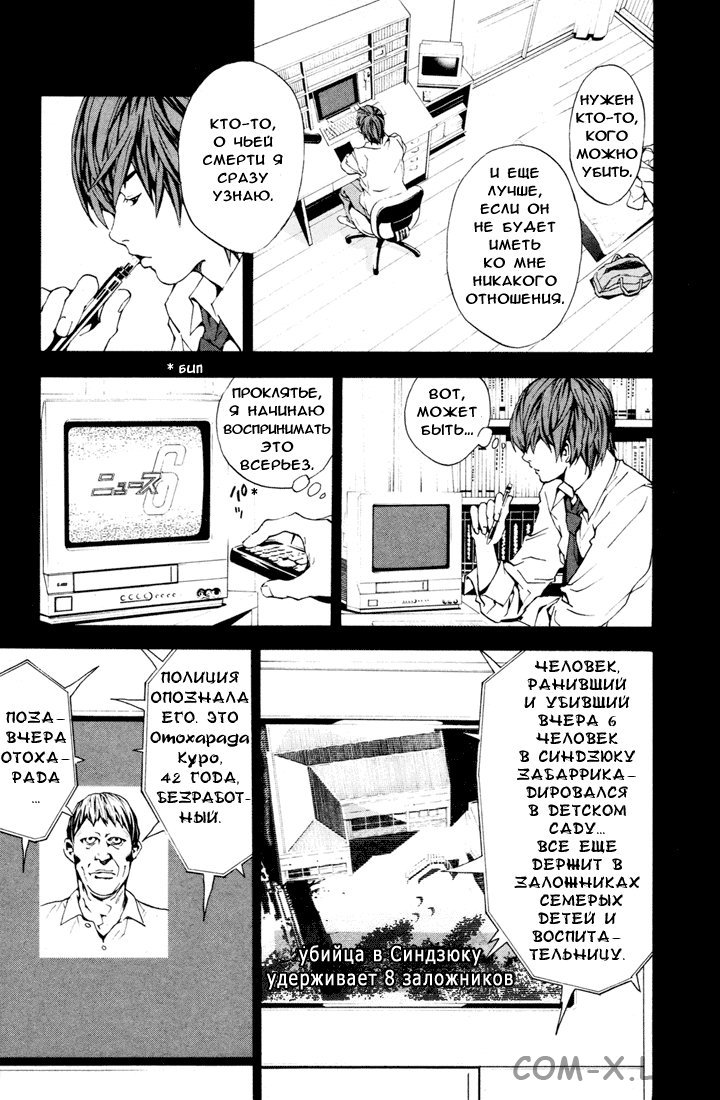 НУЖЕН
КТО-ТО,
КОГО
МОЖНО
УБИТЬ.
И ЕЩЕ
ЛУЧШЕ,
ЕСЛИ ОН
НЕ БУДЕТ
ИМЕТЬ
КО МНЕ
НИКАКОГО
ОТНОШЕНИЯ.
КТО-ТО,
О ЧЬЕЙ
СМЕРТИ Я
СРАЗУ
УЗНАЮ.
* БИП
ВОТ,
МОЖЕТ
БЫТЬ...
ПРОКЛЯТЬЕ,
Я НАЧИНАЮ
ВОСПРИНИМАТЬ
ЭТО
ВСЕРЬЕЗ.
*
ニュース6
ЧЕЛОВЕК,
РАНИВШИЙ
И УБИВШИЙ
ВЧЕРА 6
ЧЕЛОВЕК
В СИНДЗЮКУ
ЗАБАРРИКА-
ДИРОВАЛСЯ
В ДЕТСКОМ
САДУ...
ВСЕ ЕЩЕ
ДЕРЖИТ В
ЗАЛОЖНИКАХ
СЕМЕРЫХ
ДЕТЕЙ И
ВОСПИТА-
ТЕЛЬНИЦУ.
убийца в Синдзюку
удерживает 8 заложников
ПОЛИЦИЯ
ОПОЗНАЛА
ЕГО. ЭТО
Отохарада
Куро,
42 ГОДА,
БЕЗРАБОТ-
НЫЙ.
ПОЗА-
ВЧЕРА
ОТОХА-
РАДА
...
COM-X.L